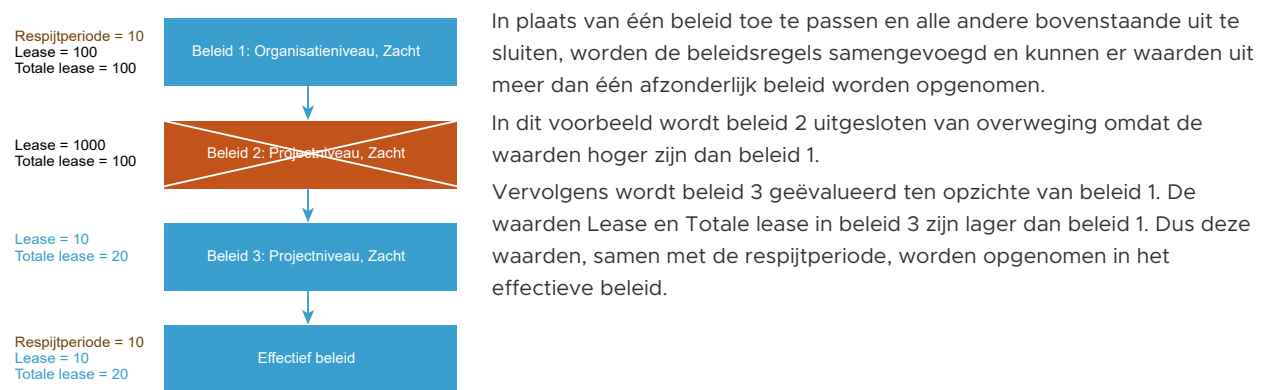 Respijtperiode = 10
Lease = 100
Totale lease = 100
Beleid 1: Organisatieniveau, Zacht
Lease = 1000
Totale lease = 100
Beleid 2: Projectniveau, Zacht
Lease = 10
Totale lease = 20
Beleid 3: Projectniveau, Zacht
Respijtperiode = 10
Lease = 10
Totale lease = 20
Effectief beleid
In plaats van één beleid toe te passen en alle andere bovenstaande uit te
sluiten, worden de beleidsregels samengevoegd en kunnen er waarden uit
meer dan één afzonderlijk beleid worden opgenomen.
In dit voorbeeld wordt beleid 2 uitgesloten van overweging omdat de
waarden hoger zijn dan beleid 1.
Vervolgens wordt beleid 3 geëvalueerd ten opzichte van beleid 1. De
waarden Lease en Totale lease in beleid 3 zijn lager dan beleid 1. Dus deze
waarden, samen met de respijtperiode, worden opgenomen in het
effectieve beleid.